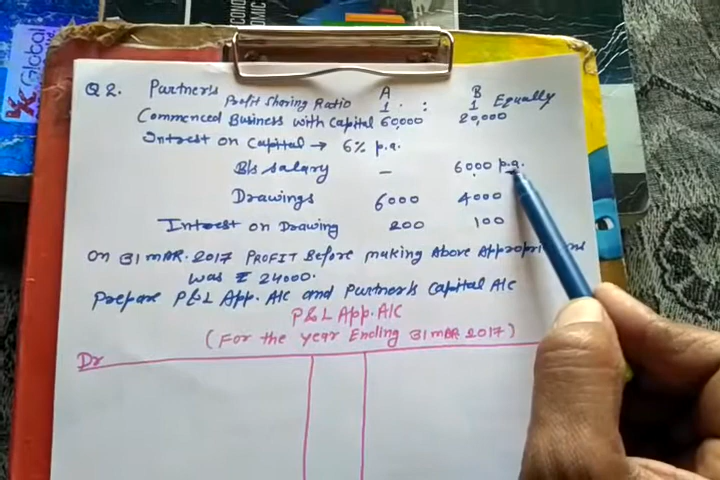 Global
ECONOMIC
Q2. Partners A B
Profit Sharing Ratio 1 : 1 Equally
Commenced Business with Capital 60,000 20,000
Interest on Capital → 6% p.a.
B's salary - 6000 p.a.
Drawings 6000 4000
Interest on Drawing 200 100
On 31 MAR. 2017 PROFIT Before making Above
was ₹ 24000.
Prepare P&L App. A/C and Partner's Capital A/C
P&L App. A/C
(For the year Ending 31 MAR 2017)
Dr